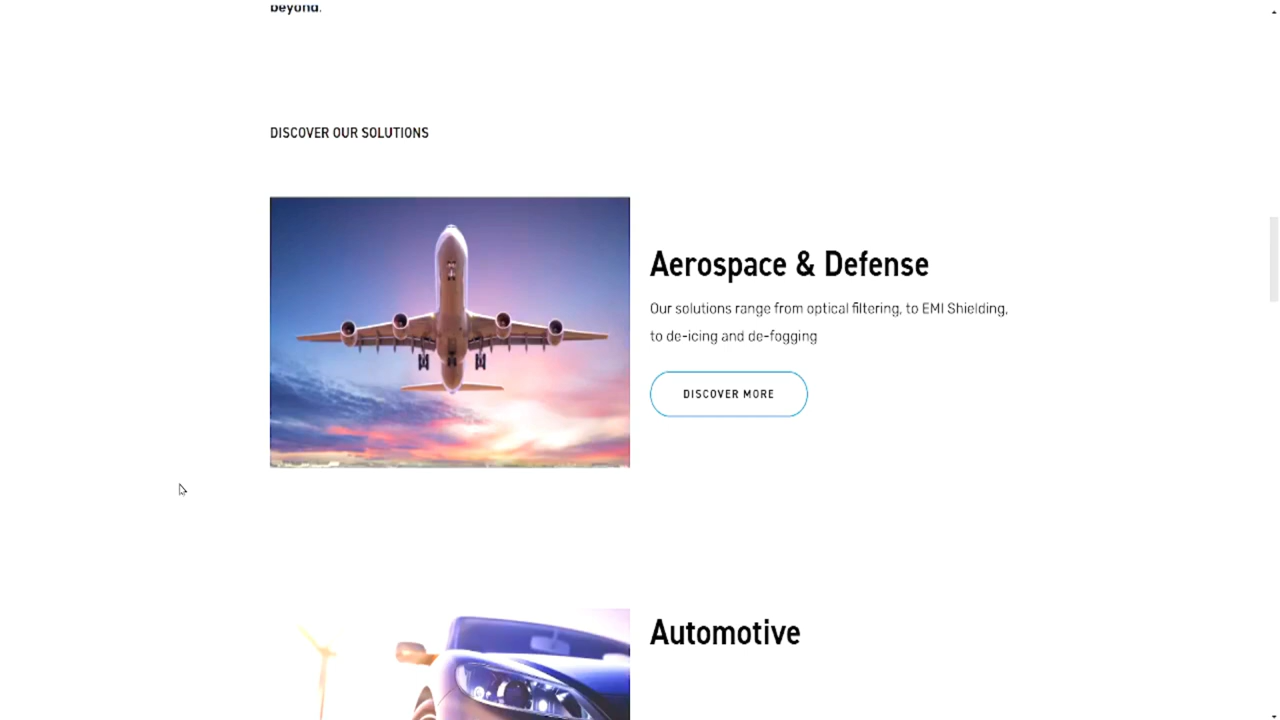 beyond.
DISCOVER OUR SOLUTIONS
Aerospace & Defense
Our solutions range from optical filtering, to EMI Shielding,
to de-icing and de-fogging
DISCOVER MORE
Automotive